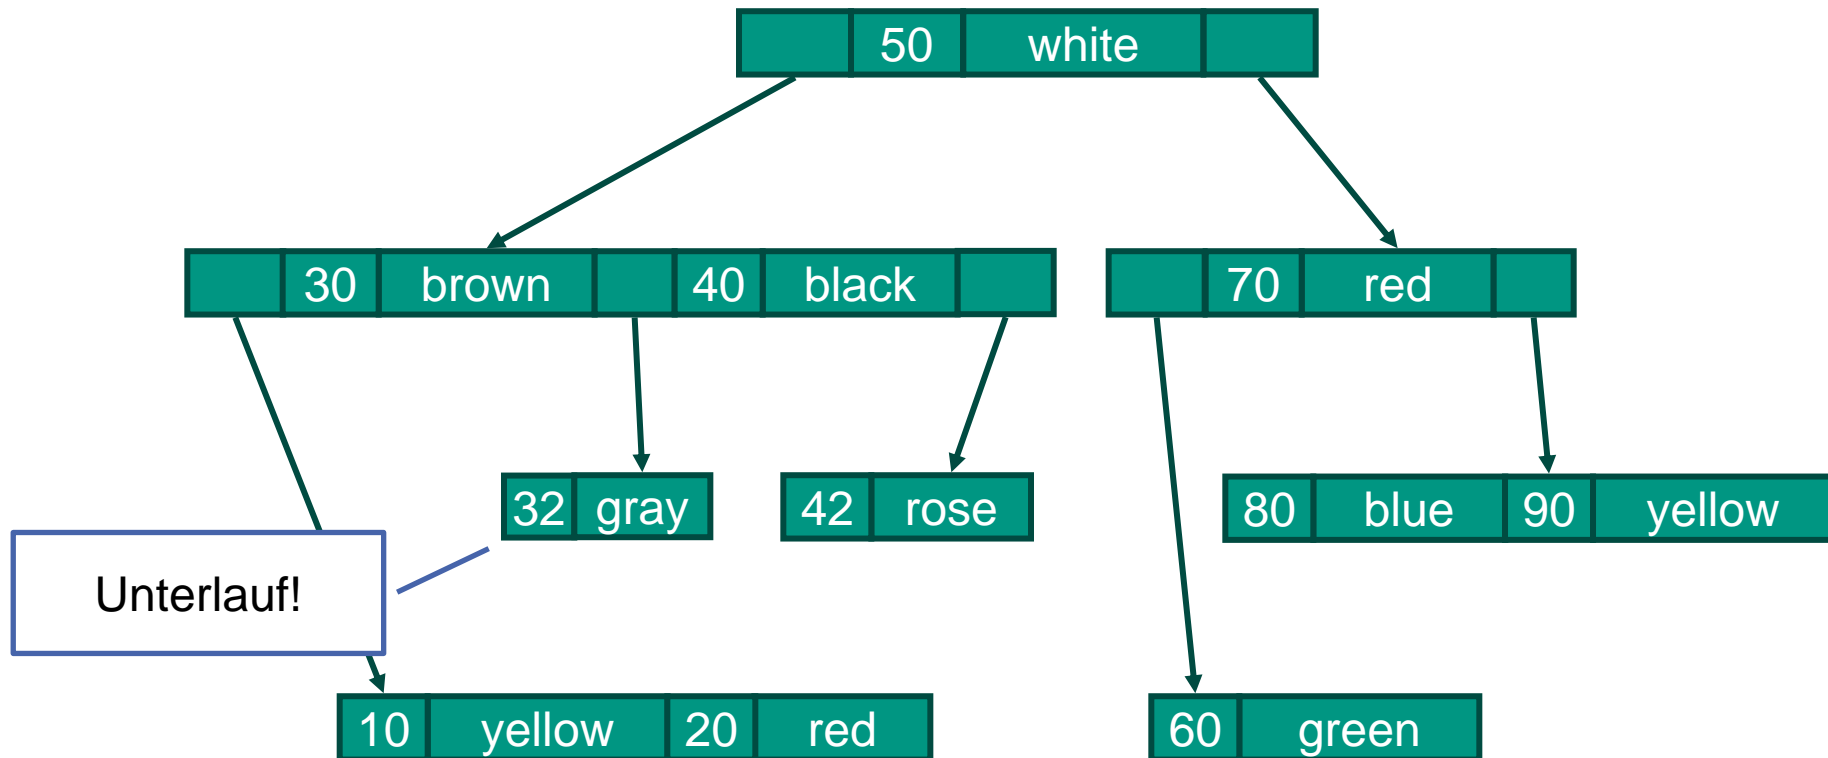 50 white
30 brown 40 black
70 red
32 gray
42 rose
80 blue 90 yellow
Unterlauf!
10 yellow 20 red
60 green